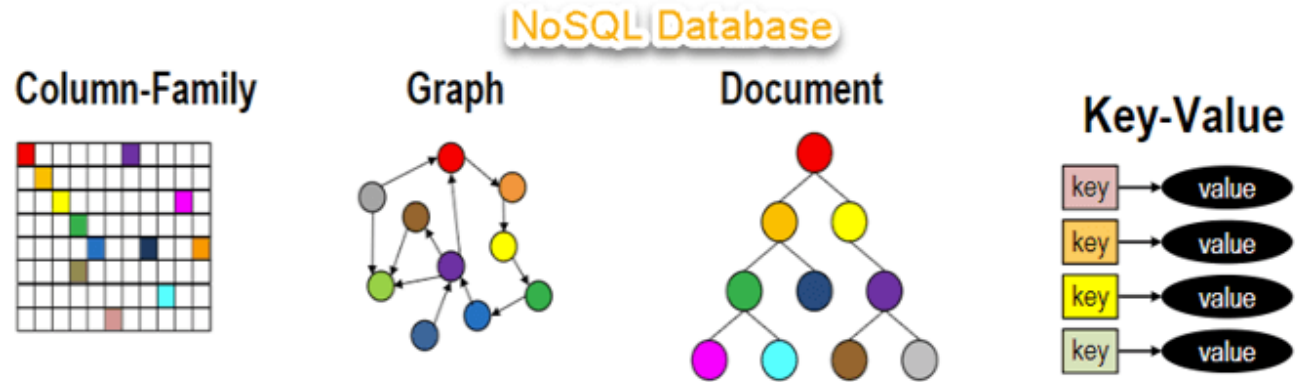 NoSQL Database
Column-Family
Graph
Document
Key-Value
key value
key value
key value
key value